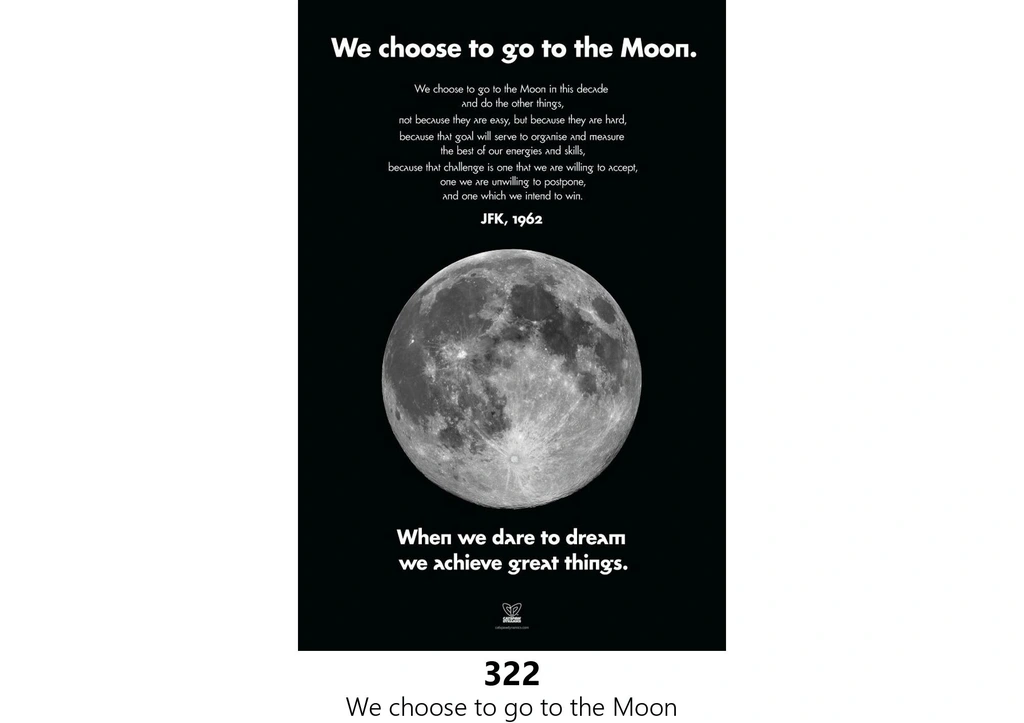 We choose to go to the Moon.
We choose to go to the Moon in this decade
and do the other things,
not because they are easy, but because they are hard,
because that goal will serve to organise and measure
the best of our energies and skills,
because that challenge is one that we are willing to accept,
one we are unwilling to postpone,
and one which we intend to win.
JFK, 1962
When we dare to dream
we achieve great things.
322
We choose to go to the Moon